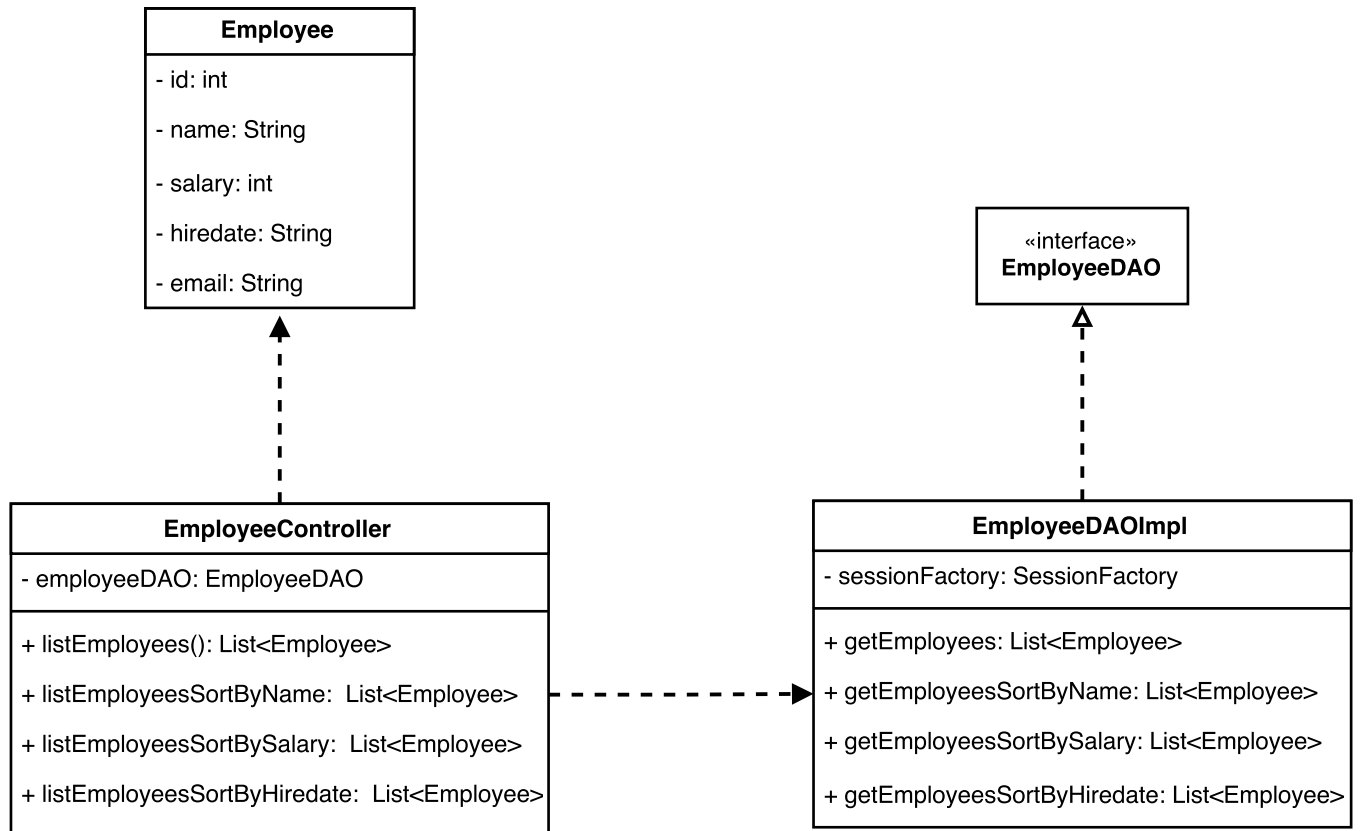 Employee
- id: int
- name: String
- salary: int
- hiredate: String
- email: String
«interface»
EmployeeDAO
EmployeeController
- employeeDAO: EmployeeDAO
+ listEmployees(): List<Employee>
+ listEmployeesSortByName:  List<Employee>
+ listEmployeesSortBySalary:  List<Employee>
+ listEmployeesSortByHiredate:  List<Employee>
EmployeeDAOImpl
- sessionFactory: SessionFactory
+ getEmployees: List<Employee>
+ getEmployeesSortByName: List<Employee>
+ getEmployeesSortBySalary: List<Employee>
+ getEmployeesSortByHiredate: List<Employee>